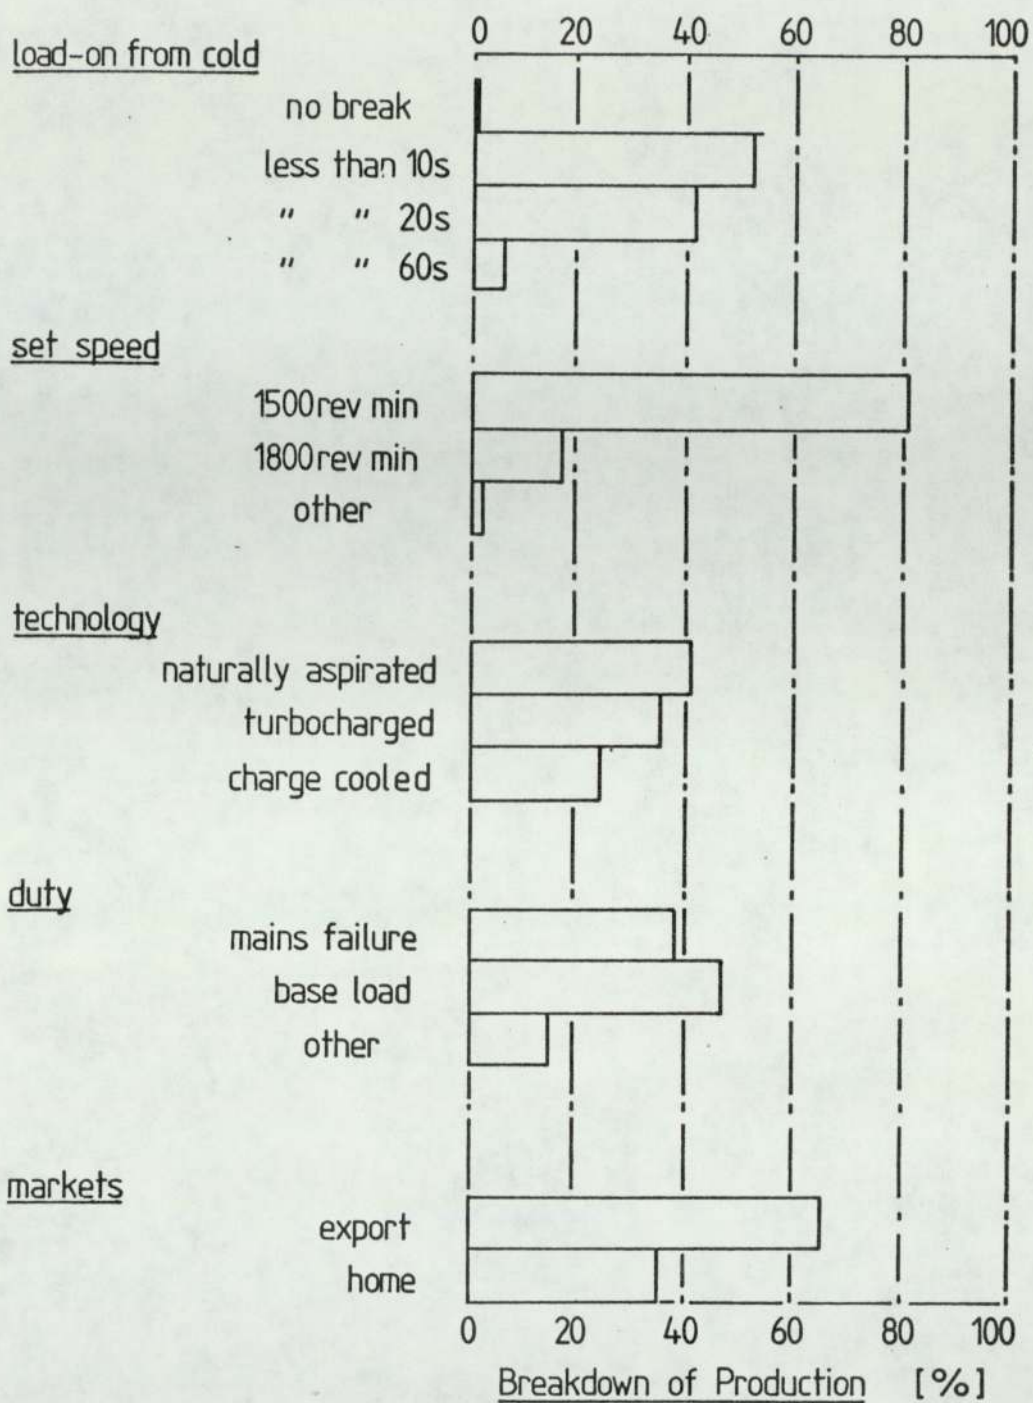 0 20 40 60 80 100
load-on from cold
no break
less than 10s
" " 20s
" " 60s
set speed
1500 rev min
1800 rev min
other
technology
naturally aspirated
turbocharged
charge cooled
duty
mains failure
base load
other
markets
export
home
0 20 40 60 80 100
Breakdown of Production [%]